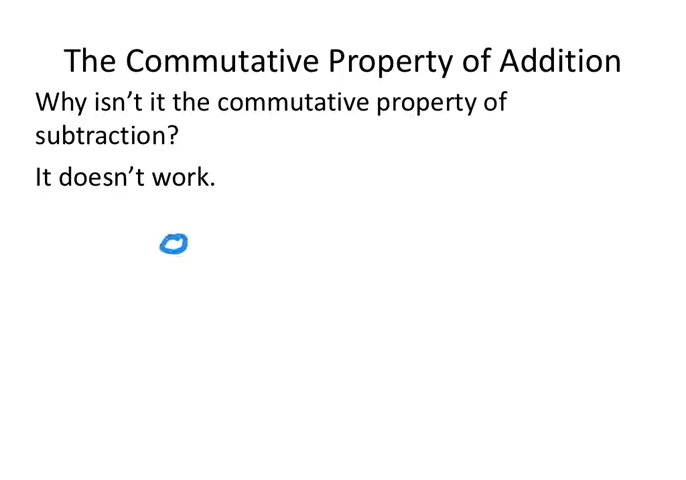 The Commutative Property of Addition
Why isn’t it the commutative property of
subtraction?
It doesn’t work.